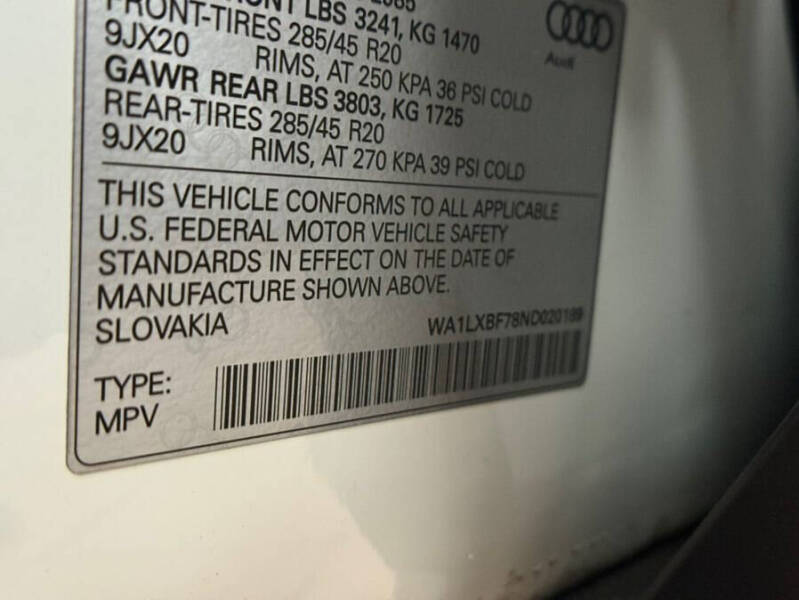 FRONT LBS 3241, KG 1470
FRONT-TIRES 285/45 R20
9JX20 RIMS, AT 250 KPA 36 PSI COLD
GAWR REAR LBS 3803, KG 1725
REAR-TIRES 285/45 R20
9JX20 RIMS, AT 270 KPA 39 PSI COLD
Audi
THIS VEHICLE CONFORMS TO ALL APPLICABLE
U.S. FEDERAL MOTOR VEHICLE SAFETY
STANDARDS IN EFFECT ON THE DATE OF
MANUFACTURE SHOWN ABOVE.
SLOVAKIA WA1LXBF78ND020189
TYPE:
MPV